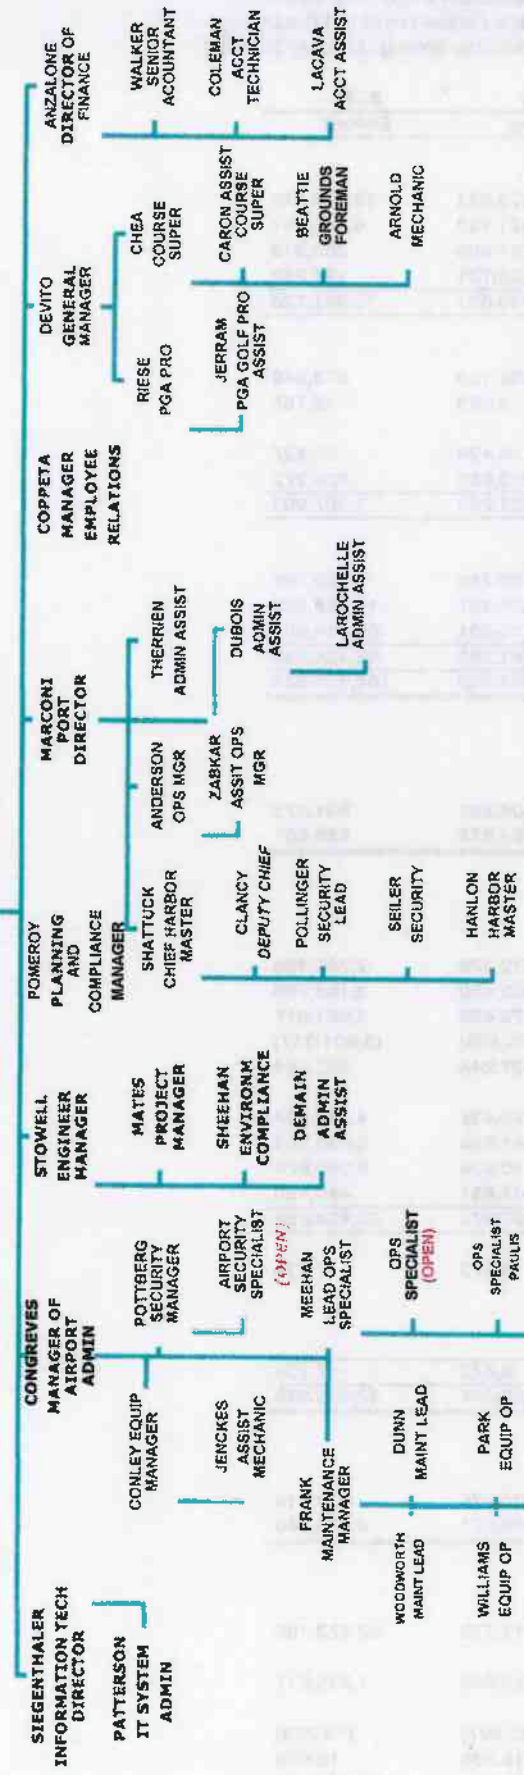 SIEGENTHALER
INFORMATION TECH
DIRECTOR
PATTERSON
IT SYSTEM
ADMIN
CONGREVES
MANAGER OF
AIRPORT
ADMIN
CONLEY EQUIP
MANAGER
JENCKES
ASSIST
MECHANIC
POTTBERG
SECURITY
MANAGER
AIRPORT
SECURITY
SPECIALIST
(OPEN)
FRANK
MAINTENANCE
MANAGER
MEEHAN
LEAD OPS
SPECIALIST
WOODWORTH
MAINT LEAD
DUNN
MAINT LEAD
WILLIAMS
EQUIP OP
PARK
EQUIP OP
OPS
SPECIALIST
(OPEN)
OPS
SPECIALIST
PAULIS
STOWELL
ENGINEER
MANAGER
MATES
PROJECT
MANAGER
SHEEHAN
ENVIRONM
COMPLIANCE
DEMAIN
ADMIN
ASSIST
POMEROY
PLANNING
AND
COMPLIANCE
MANAGER
MARCONI
PORT
DIRECTOR
SHATTUCK
CHIEF HARBOR
MASTER
CLANCY
DEPUTY CHIEF
POLLINGER
SECURITY
LEAD
SEILER
SECURITY
HANLON
HARBOR
MASTER
ANDERSON
OPS MGR
ZABKAR
ASSIT OPS
MGR
THERRIEN
ADMIN ASSIST
DUBOIS
ADMIN
ASSIST
LAROCHELLE
ADMIN ASSIST
COPPETA
MANAGER
EMPLOYEE
RELATIONS
DEVITO
GENERAL
MANAGER
RIESE
PGA PRO
JERRAM
PGA GOLF PRO
ASSIST
CHEA
COURSE
SUPER
CARON ASSIST
COURSE
SUPER
BEATTIE
GROUNDS
FOREMAN
ARNOLD
MECHANIC
ANZALONE
DIRECTOR OF
FINANCE
WALKER
SENIOR
ACOUNTANT
COLEMAN
ACCT
TECHNICIAN
LACAVA
ACCT ASSIST